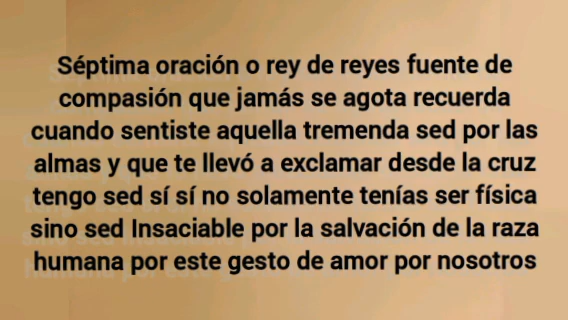 Séptima oración o rey de reyes fuente de
compasión que jamás se agota recuerda
cuando sentiste aquella tremenda sed por las
almas y que te llevó a exclamar desde la cruz
tengo sed sí sí no solamente tenías ser física
sino sed Insaciable por la salvación de la raza
humana por este gesto de amor por nosotros